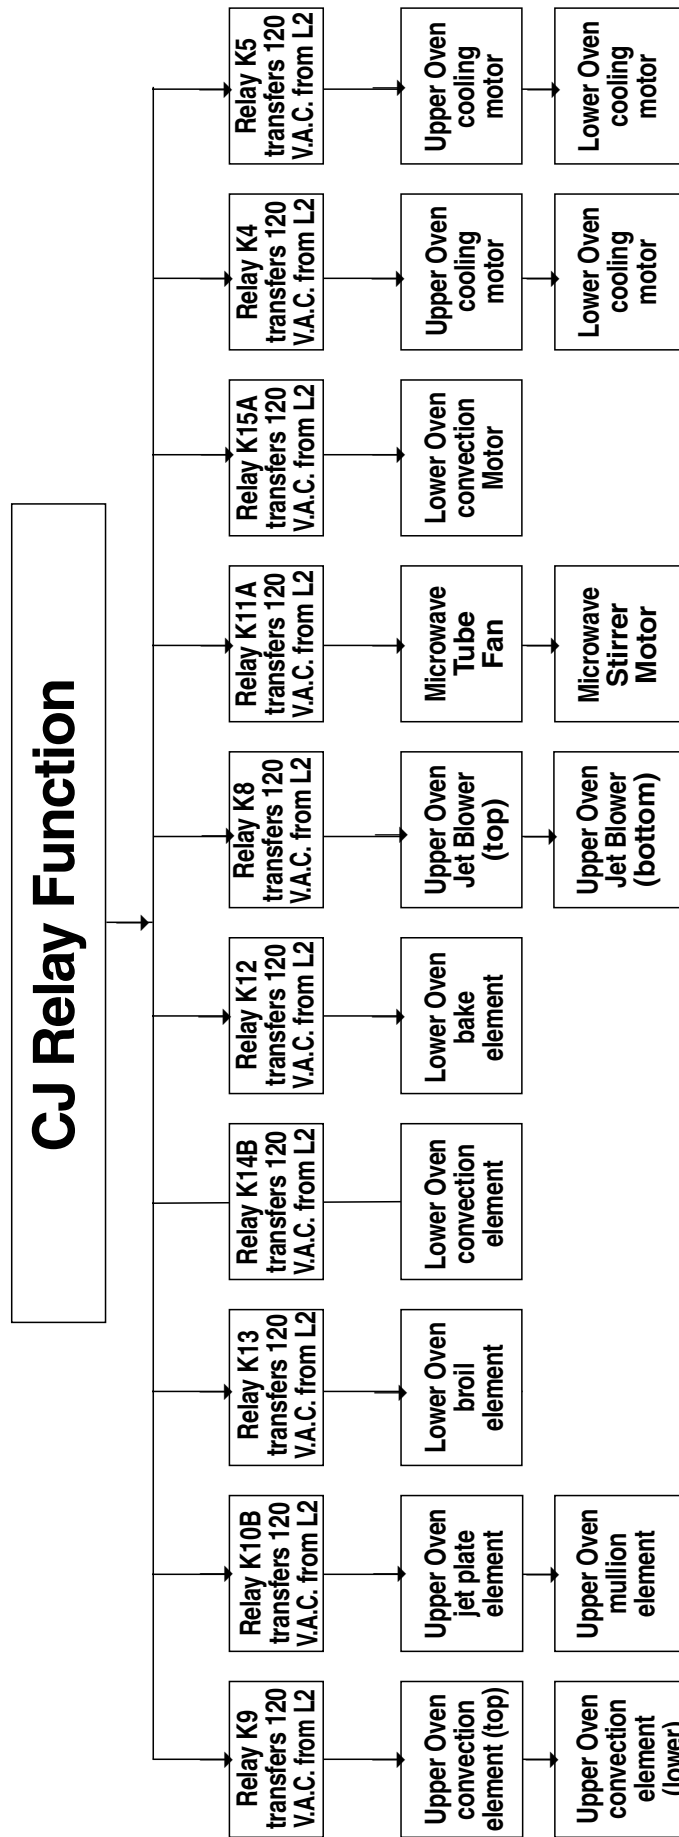 CJ Relay Function
Relay K9
transfers 120
V.A.C. from L2
Upper Oven
convection
element (top)
Upper Oven
convection
element
(lower)
Relay K10B
transfers 120
V.A.C. from L2
Upper Oven
jet plate
element
Upper Oven
mullion
element
Relay K13
transfers 120
V.A.C. from L2
Lower Oven
broil
element
Relay K14B
transfers 120
V.A.C. from L2
Lower Oven
convection
element
Relay K12
transfers 120
V.A.C. from L2
Lower Oven
bake
element
Relay K8
transfers 120
V.A.C. from L2
Upper Oven
Jet Blower
(top)
Upper Oven
Jet Blower
(bottom)
Relay K11A
transfers 120
V.A.C. from L2
Microwave
Tube
Fan
Microwave
Stirrer
Motor
Relay K15A
transfers 120
V.A.C. from L2
Lower Oven
convection
Motor
Relay K4
transfers 120
V.A.C. from L2
Upper Oven
cooling
motor
Lower Oven
cooling
motor
Relay K5
transfers 120
V.A.C. from L2
Upper Oven
cooling
motor
Lower Oven
cooling
motor